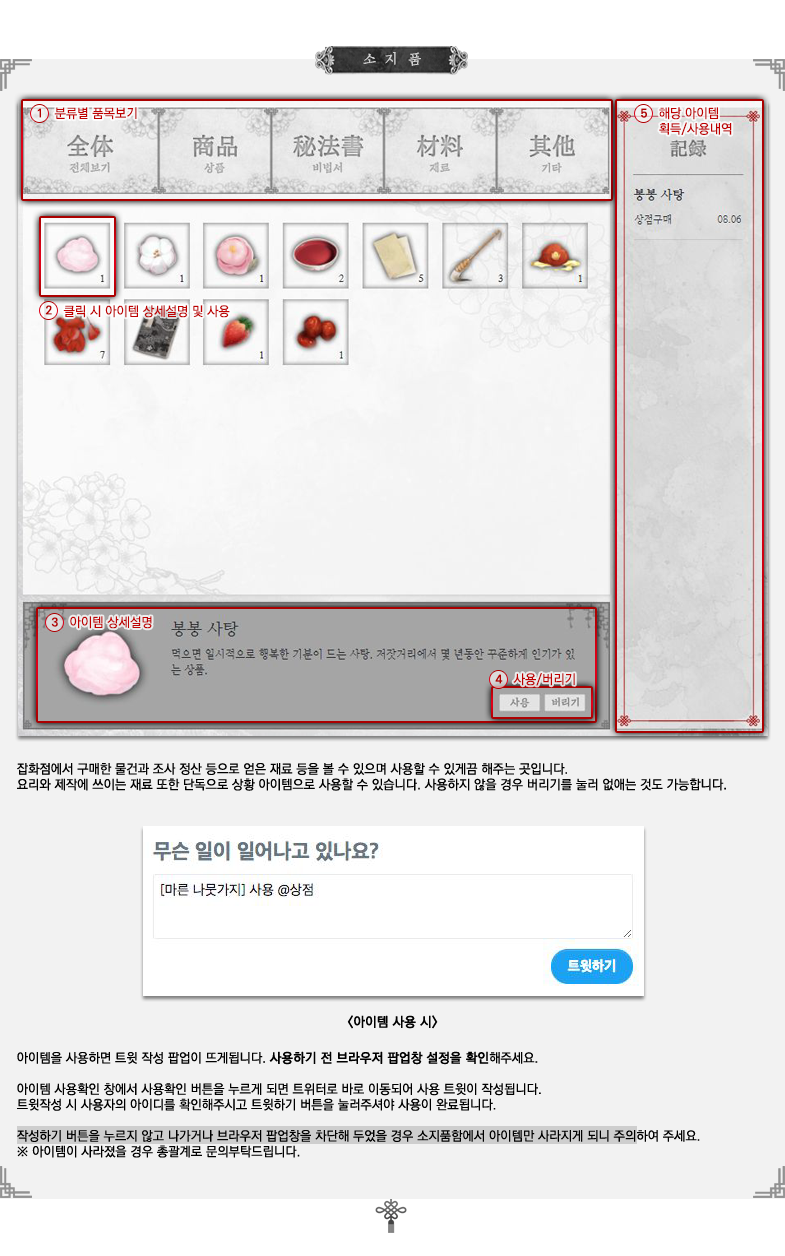 소지품
① 분류별 품목보기
全体
전체보기
商品
상품
秘法書
비법서
材料
재료
其他
기타
⑤ 해당 아이템
획득/사용내역
記録
봉봉 사탕
상점구매 08.06
1
1
1
2
5
3
1
② 클릭 시 아이템 상세설명 및 사용
7
1
1
③ 아이템 상세설명
봉봉 사탕
먹으면 일시적으로 행복한 기분이 드는 사탕. 저잣거리에서 몇 년동안 꾸준하게 인기가 있
는 상품.
④ 사용/버리기
사용
버리기
잡화점에서 구매한 물건과 조사 정산 등으로 얻은 재료 등을 볼 수 있으며 사용할 수 있게끔 해주는 곳입니다.
요리와 제작에 쓰이는 재료 또한 단독으로 상황 아이템으로 사용할 수 있습니다. 사용하지 않을 경우 버리기를 눌러 없애는 것도 가능합니다.
무슨 일이 일어나고 있나요?
[마른 나뭇가지] 사용 @상점
트윗하기
<아이템 사용 시>
아이템을 사용하면 트윗 작성 팝업이 뜨게됩니다. 사용하기 전 브라우저 팝업창 설정을 확인해주세요.
아이템 사용확인 창에서 사용확인 버튼을 누르게 되면 트위터로 바로 이동되어 사용 트윗이 작성됩니다.
트윗작성 시 사용자의 아이디를 확인해주시고 트윗하기 버튼을 눌러주셔야 사용이 완료됩니다.
작성하기 버튼을 누르지 않고 나가거나 브라우저 팝업창을 차단해 두었을 경우 소지품함에서 아이템만 사라지게 되니 주의하여 주세요.
※ 아이템이 사라졌을 경우 총괄계로 문의부탁드립니다.